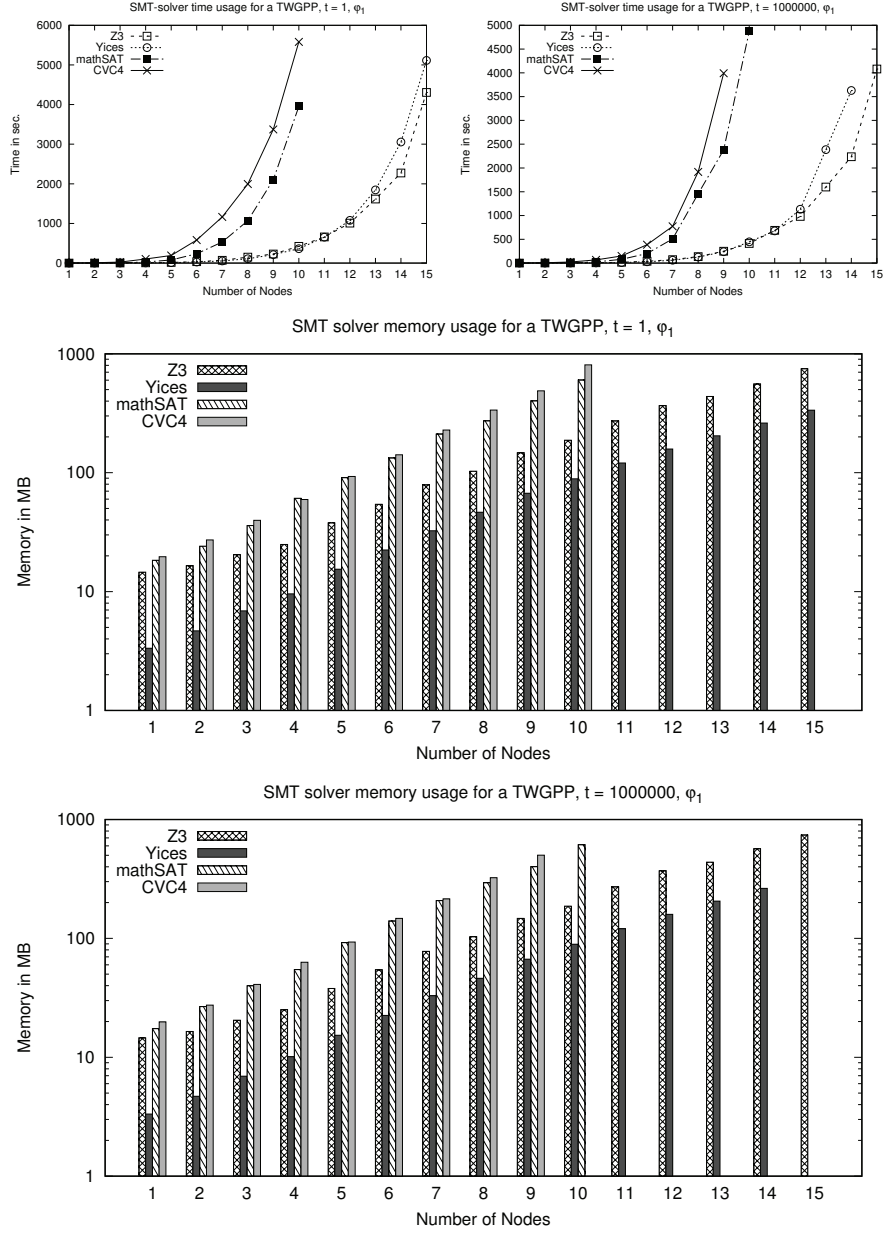 SMT-solver time usage for a TWGPP, t = 1, φ1
Z3
Yices
mathSAT
CVC4
6000
5000
4000
3000
2000
1000
0
Time in sec.
1 2 3 4 5 6 7 8 9 10 11 12 13 14 15
Number of Nodes
SMT-solver time usage for a TWGPP, t = 1000000, φ1
Z3
Yices
mathSAT
CVC4
5000
4500
4000
3500
3000
2500
2000
1500
1000
500
0
Time in sec.
1 2 3 4 5 6 7 8 9 10 11 12 13 14 15
Number of Nodes
SMT solver memory usage for a TWGPP, t = 1, φ1
Z3
Yices
mathSAT
CVC4
1000
100
10
1
Memory in MB
1 2 3 4 5 6 7 8 9 10 11 12 13 14 15
Number of Nodes
SMT solver memory usage for a TWGPP, t = 1000000, φ1
Z3
Yices
mathSAT
CVC4
1000
100
10
1
Memory in MB
1 2 3 4 5 6 7 8 9 10 11 12 13 14 15
Number of Nodes